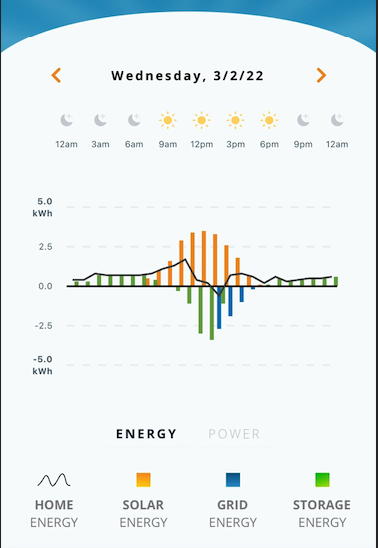 Wednesday, 3/2/22
12am 3am 6am 9am 12pm 3pm 6pm 9pm 12am
5.0
kWh
2.5
0.0
-2.5
-5.0
kWh
ENERGY POWER
HOME SOLAR GRID STORAGE
ENERGY ENERGY ENERGY ENERGY